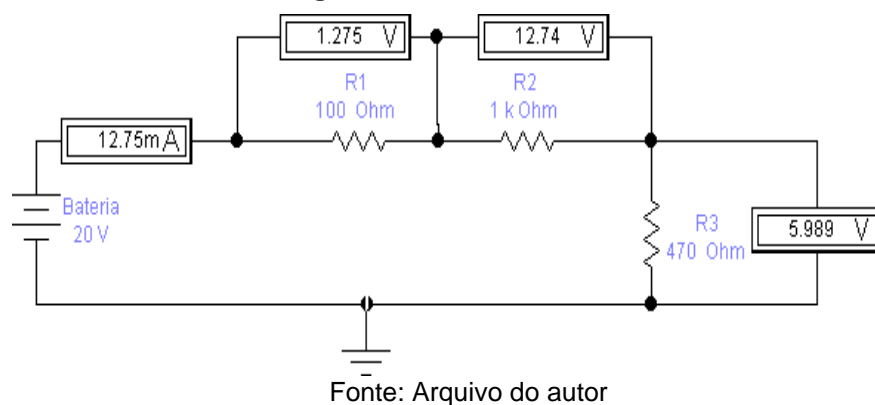 1.275 V
12.74 V
R1
100 Ohm
R2
1 k Ohm
12.75m A
Bateria
20 V
R3
470 Ohm
5.989 V
Fonte: Arquivo do autor